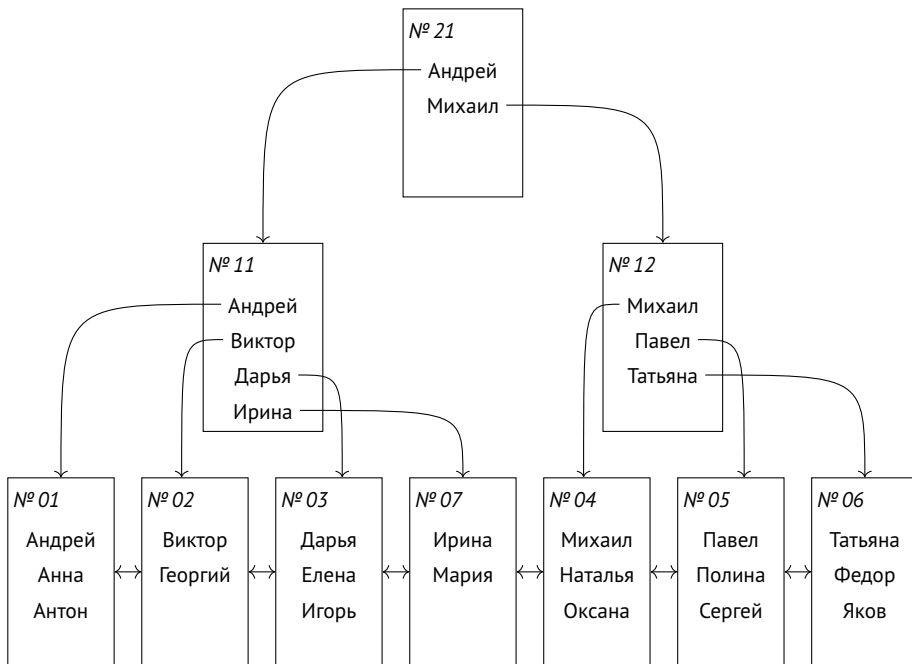 № 21
Андрей
Михаил
№ 11
Андрей
Виктор
Дарья
Ирина
№ 12
Михаил
Павел
Татьяна
№ 01
Андрей
Анна
Антон
№ 02
Виктор
Георгий
№ 03
Дарья
Елена
Игорь
№ 07
Ирина
Мария
№ 04
Михаил
Наталья
Оксана
№ 05
Павел
Полина
Сергей
№ 06
Татьяна
Федор
Яков